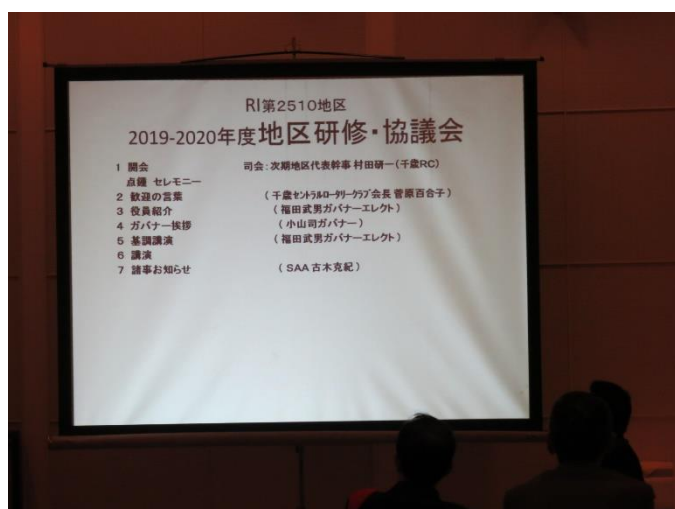 RI第2510地区
2019-2020年度地区研修・協議会
1 開会 司会:次期地区代表幹事 村田研一(千歳RC)
点鐘 セレモニー
2 歓迎の言葉 (千歳セントラルロータリークラブ会長 菅原百合子)
3 役員紹介 (福田武男ガバナーエレクト)
4 ガバナー挨拶 (小山司ガバナー)
5 基調講演 (福田武男ガバナーエレクト)
6 講演
7 諸事お知らせ (SAA 古木克紀)